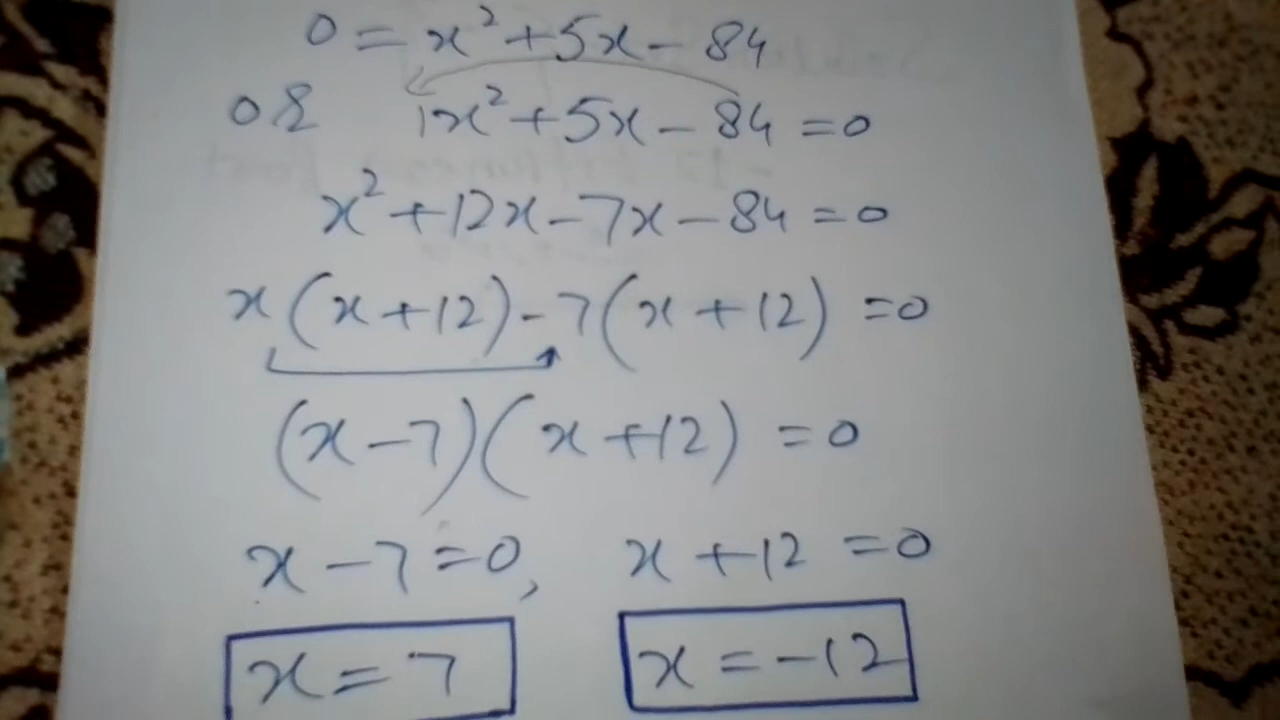 0 = x² + 5x - 84
or 1x² + 5x - 84 = 0
x² + 12x - 7x - 84 = 0
x(x + 12) - 7(x + 12) = 0
(x - 7)(x + 12) = 0
x - 7 = 0, x + 12 = 0
x = 7 x = -12